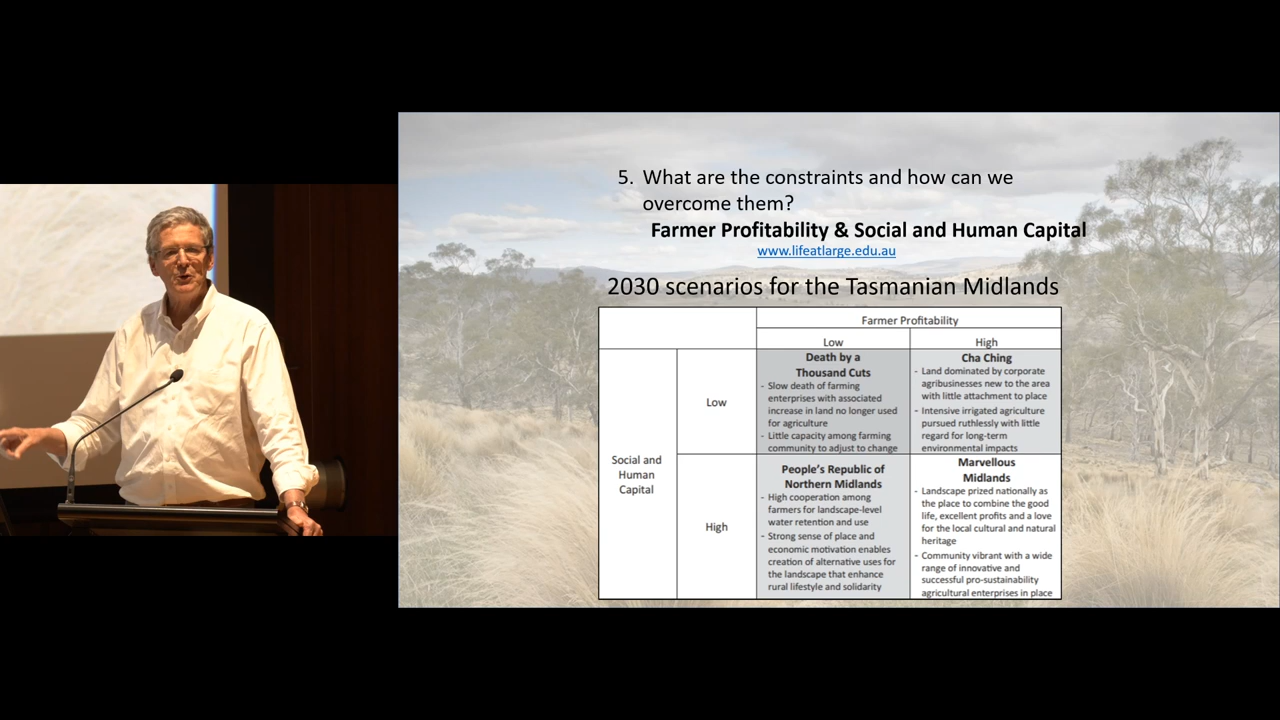 5. What are the constraints and how can we
overcome them?
Farmer Profitability & Social and Human Capital
www.lifeatlarge.edu.au
2030 scenarios for the Tasmanian Midlands
Farmer Profitability
Low
High
Social and
Human
Capital
Low
Death by a
Thousand Cuts
- Slow death of farming
enterprises with associated
increase in land no longer used
for agriculture
- Little capacity among farming
community to adjust to change
Cha Ching
- Land dominated by corporate
agribusinesses new to the area
with little attachment to place
- Intensive irrigated agriculture
pursued ruthlessly with little
regard for long-term
environmental impacts
High
People's Republic of
Northern Midlands
- High cooperation among
farmers for landscape-level
water retention and use
- Strong sense of place and
economic motivation enables
creation of alternative uses for
the landscape that enhance
rural lifestyle and solidarity
Marvellous
Midlands
- Landscape prized nationally as
the place to combine the good
life, excellent profits and a love
for the local cultural and natural
heritage
- Community vibrant with a wide
range of innovative and
successful pro-sustainability
agricultural enterprises in place